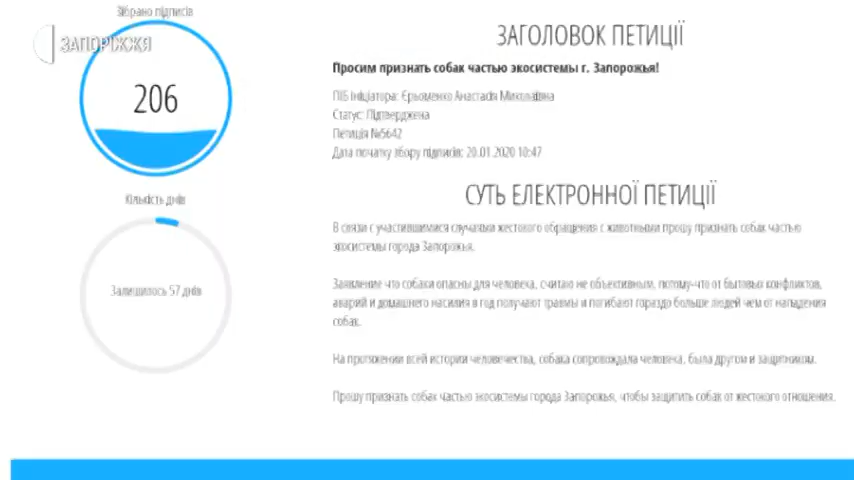 Зібрано підписів
ЗАПОРІЖЖЯ
206
Кількість днів
Залишилось 57 днів
ЗАГОЛОВОК ПЕТИЦІЇ
Просим признать собак частью экосистемы г. Запорожья!
ПІБ Ініціатора: Єрьоменко Анастасія Миколаївна
Статус: Підтверджена
Петиція №5642
Дата початку збору підписів: 20.01.2020 10:47
СУТЬ ЕЛЕКТРОННОЇ ПЕТИЦІЇ
В связи с участившимися случаями жестокого обращения с животными прошу признать собак частью
экосистемы города Запорожья.
Заявление что собаки опасны для человека, считаю не объективным, потому-что от бытовых конфликтов,
аварий и домашнего насилия в год получают травмы и погибают гораздо больше людей чем от нападения
собак.
На протяжении всей истории человечества, собака сопровождала человека, была другом и защитником.
Прошу признать собак частью экосистемы города Запорожья, чтобы защитить собак от жестокого отношения.